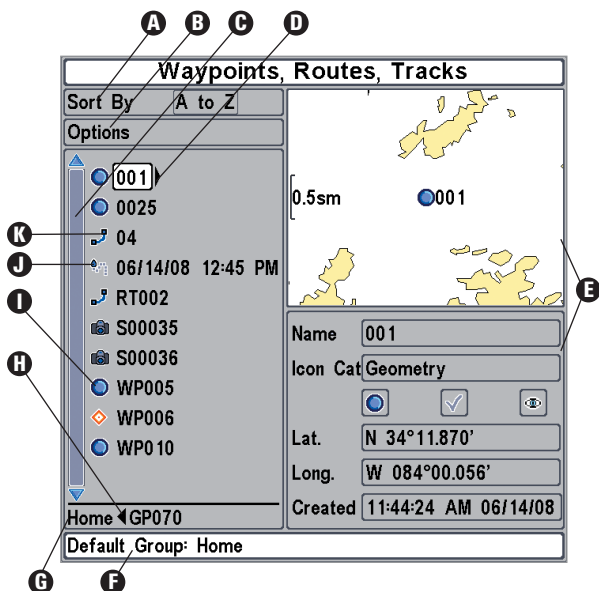 A B C D
Waypoints, Routes, Tracks
Sort By A to Z
Options
001
0025
04
06/14/08 12:45 PM
RT002
S00035
S00036
WP005
WP006
WP010
Home GP070
Default Group: Home
0.5sm
001
Name 001
Icon Cat Geometry
Lat. N 34°11.870'
Long. W 084°00.056'
Created 11:44:24 AM 06/14/08
K
J
I
H
G
F
E